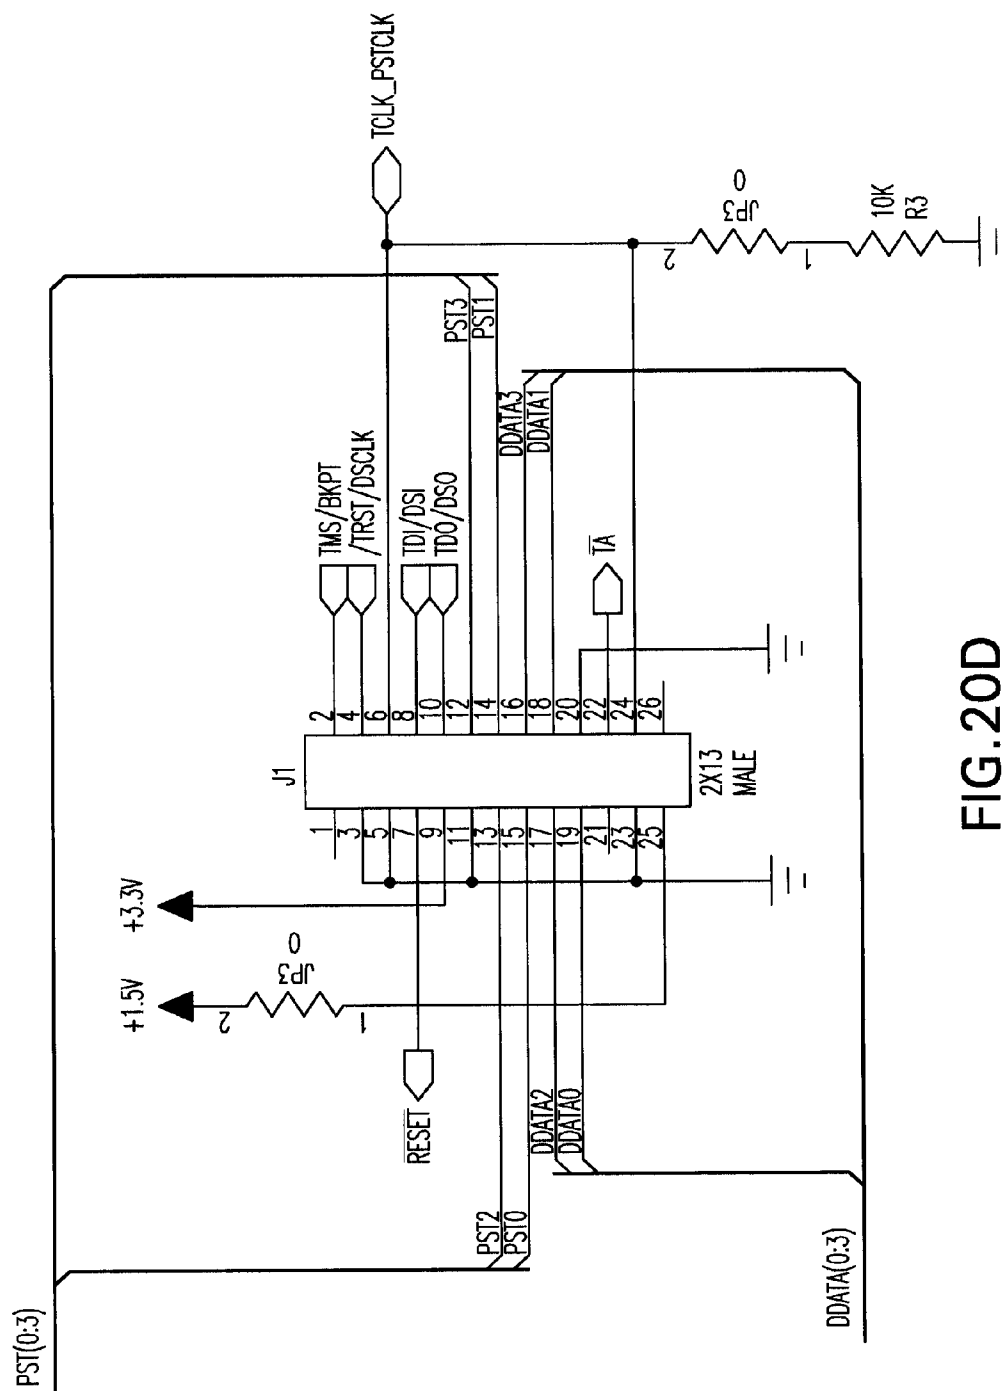 PST(0:3)
+1.5V
+3.3V
2
JP3
0
1
J1
1
2
TMS/BKPT
3
4
/TRST/DSCLK
5
6
TCLK_PSTCLK
RESET
7
8
TDI/DSI
9
10
TDO/DSO
11
12
PST3
PST2
13
14
PST1
PST0
15
16
DDATA3
DDATA2
17
18
DDATA1
DDATA0
19
20
21
22
TA
23
24
25
26
2X13
MALE
2
JP3
0
1
10K
R3
DDATA(0:3)
FIG.20D